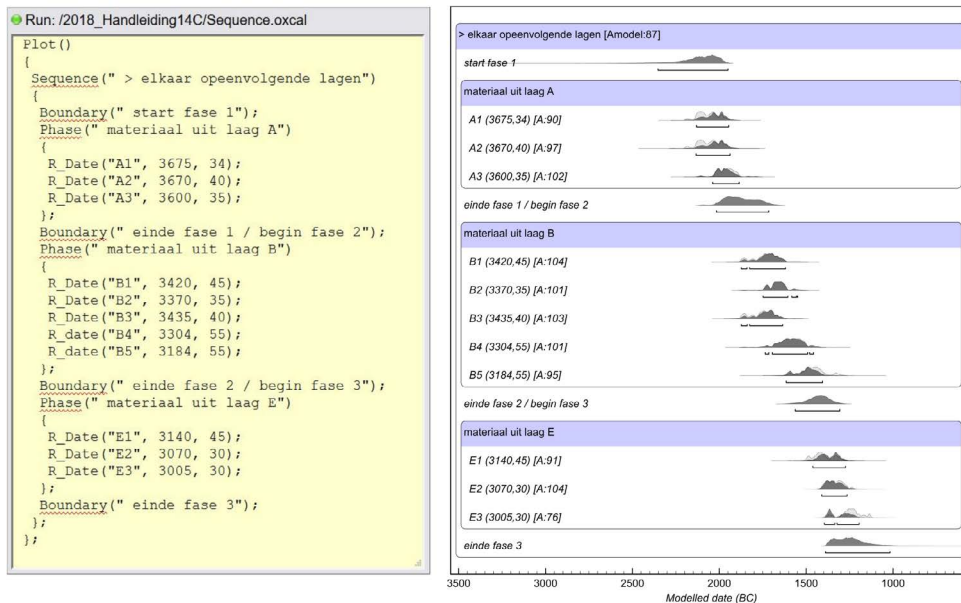 Run: /2018_Handleiding14C/Sequence.oxcal
Plot()
{
Sequence(" > elkaar opeenvolgende lagen")
{
Boundary(" start fase 1");
Phase(" materiaal uit laag A")
{
R_Date("A1", 3675, 34);
R_Date("A2", 3670, 40);
R_Date("A3", 3600, 35);
};
Boundary(" einde fase 1 / begin fase 2");
Phase(" materiaal uit laag B")
{
R_Date("B1", 3420, 45);
R_Date("B2", 3370, 35);
R_Date("B3", 3435, 40);
R_date("B4", 3304, 55);
R_date("B5", 3184, 55);
};
Boundary(" einde fase 2 / begin fase 3");
Phase(" materiaal uit laag E")
{
R_Date("E1", 3140, 45);
R_Date("E2", 3070, 30);
R_Date("E3", 3005, 30);
};
Boundary(" einde fase 3");
};
};
> elkaar opeenvolgende lagen [Amodel:87]
start fase 1
materiaal uit laag A
A1 (3675,34) [A:90]
A2 (3670,40) [A:97]
A3 (3600,35) [A:102]
einde fase 1 / begin fase 2
materiaal uit laag B
B1 (3420,45) [A:104]
B2 (3370,35) [A:101]
B3 (3435,40) [A:103]
B4 (3304,55) [A:101]
B5 (3184,55) [A:95]
einde fase 2 / begin fase 3
materiaal uit laag E
E1 (3140,45) [A:91]
E2 (3070,30) [A:104]
E3 (3005,30) [A:76]
einde fase 3
3500 3000 2500 2000 1500 1000
Modelled date (BC)